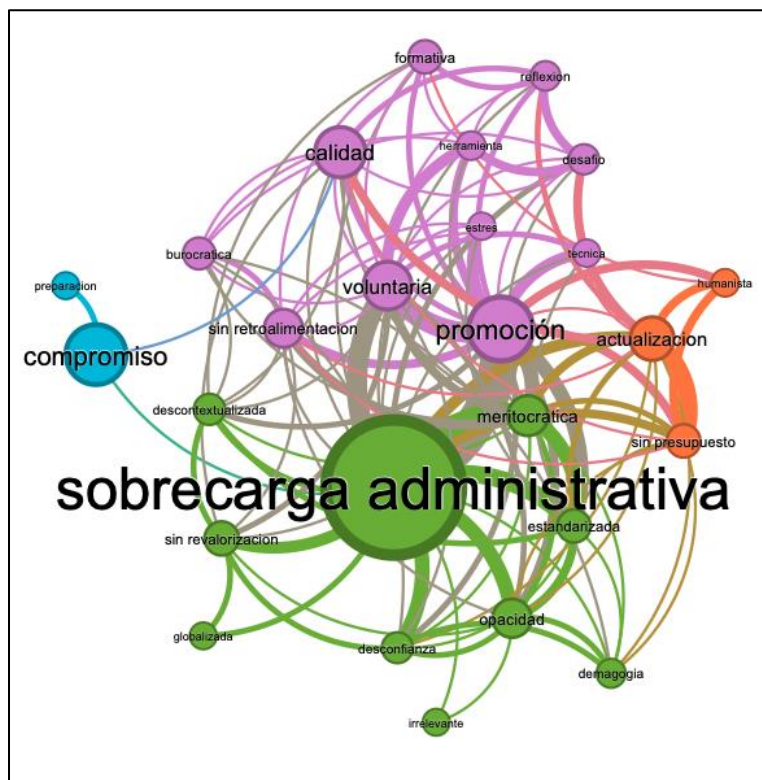 formativa
reflexion
calidad
herramienta
desafio
estres
burocratica
tecnica
preparacion
voluntaria
humanista
sin retroalimentacion
promoción
actualizacion
compromiso
descontextualizada
meritocratica
sin presupuesto
sobrecarga administrativa
estandarizada
sin revalorizacion
opacidad
globalizada
desconfianza
demagogia
irrelevante